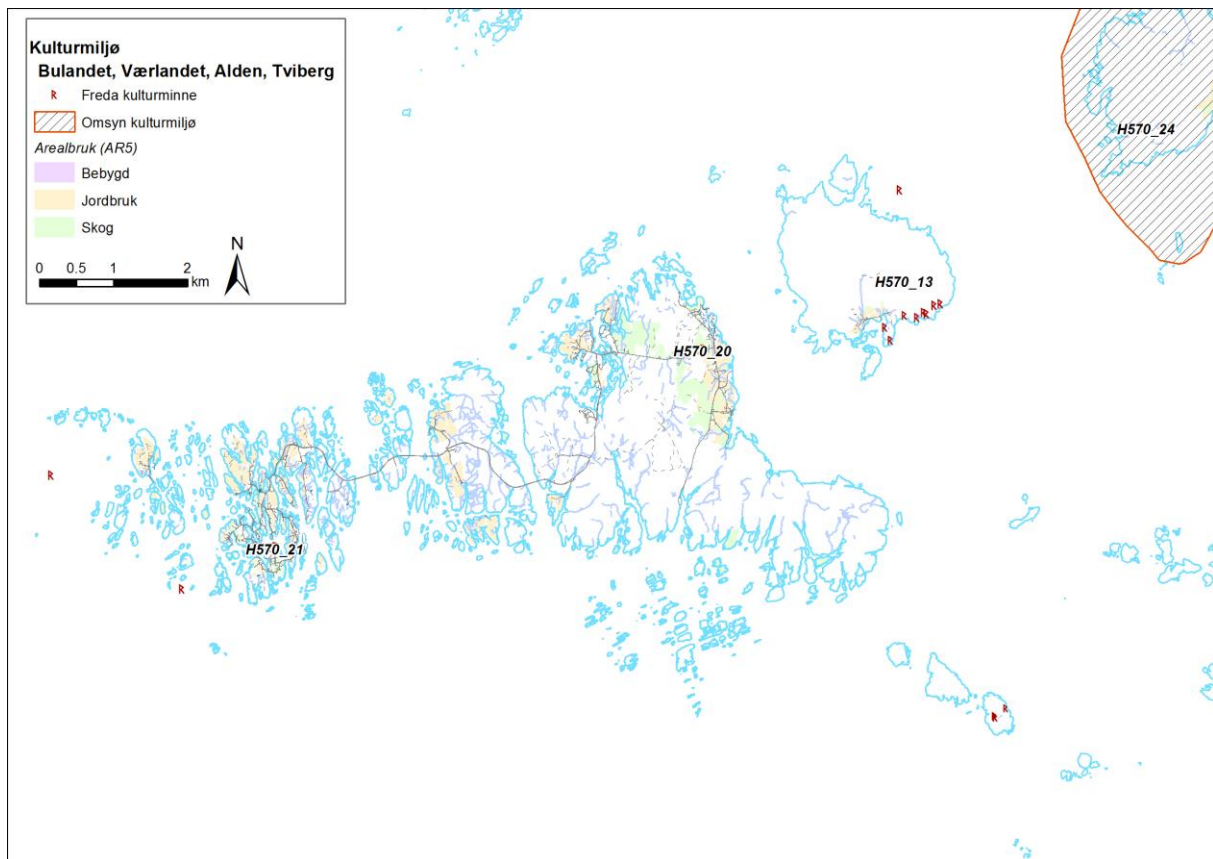 Kulturmiljø
Bulandet, Værlandet, Alden, Tviberg
R Freda kulturminne
Omsyn kulturmiljø
Arealbruk (AR5)
Bebygd
Jordbruk
Skog
N
0 0.5 1 2
km
H570_24
H570_13
H570_20
H570_21